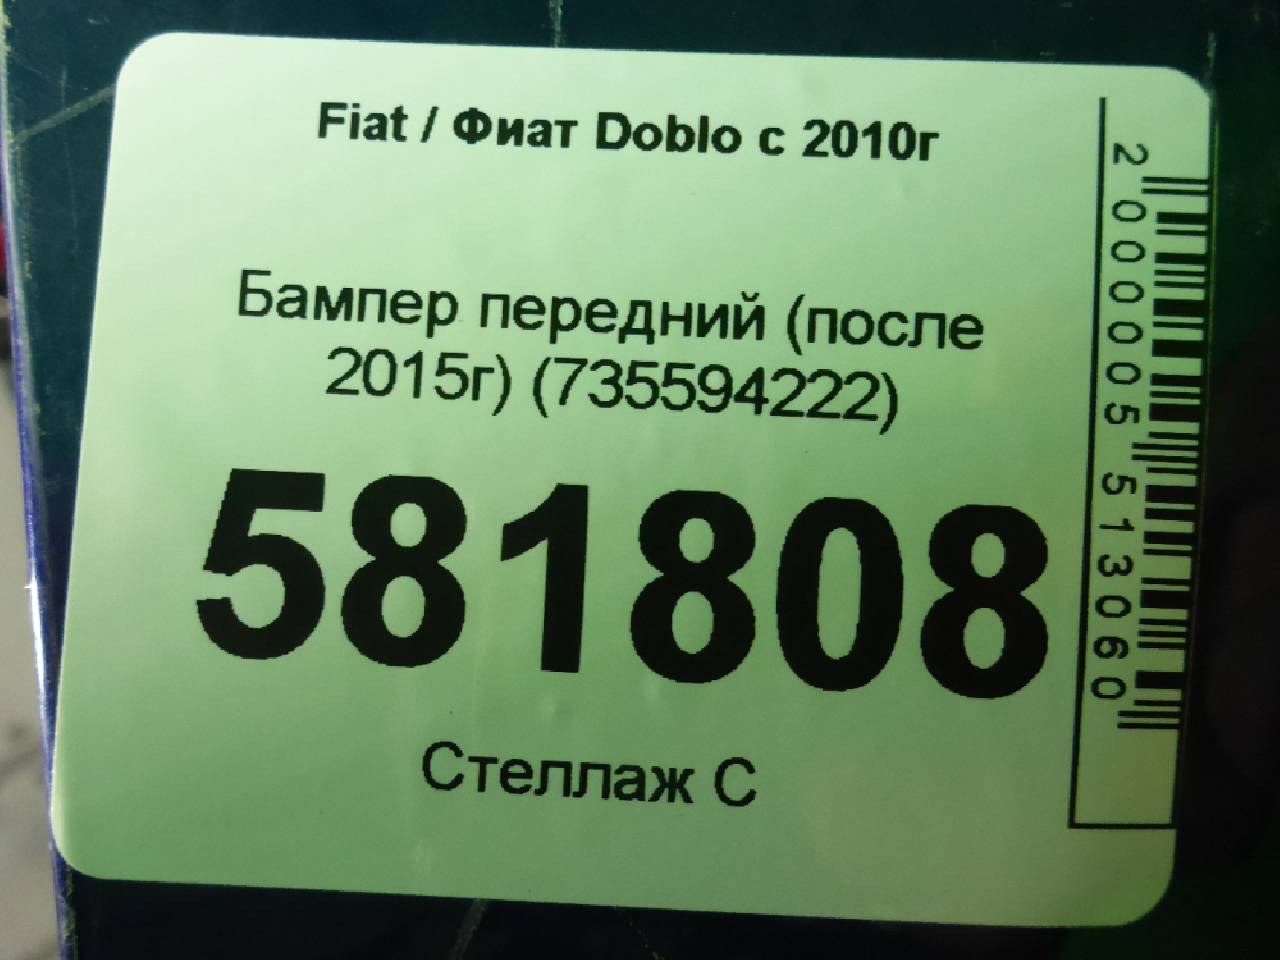 Fiat / Фиат Doblo с 2010г
Бампер передний (после
2015г) (735594222)
581808
Стеллаж С
2000005513060